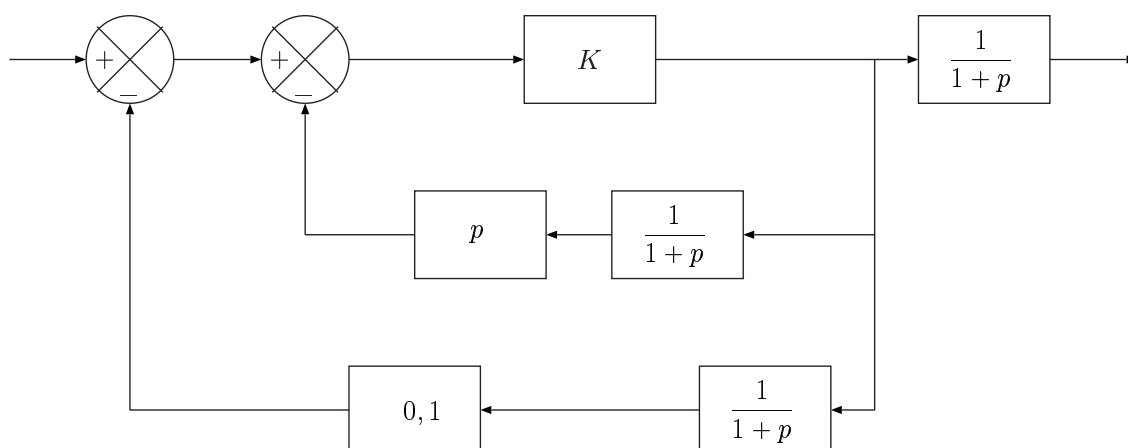 + + K 1
1 + p
− −
p 1
1 + p
0, 1 1
1 + p